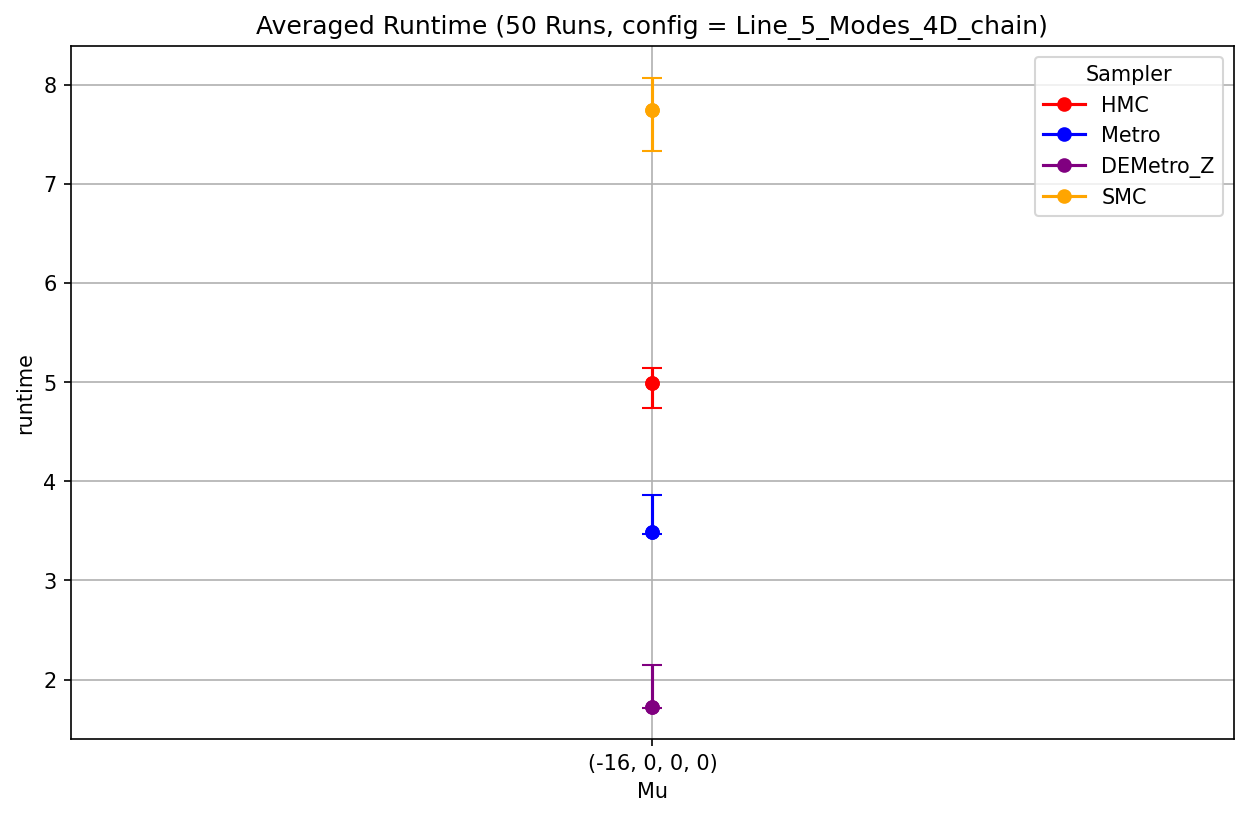 Averaged Runtime (50 Runs, config = Line_5_Modes_4D_chain)
Sampler
HMC
Metro
DEMetro_Z
SMC
8
7
6
5
4
3
2
runtime
(-16, 0, 0, 0)
Mu